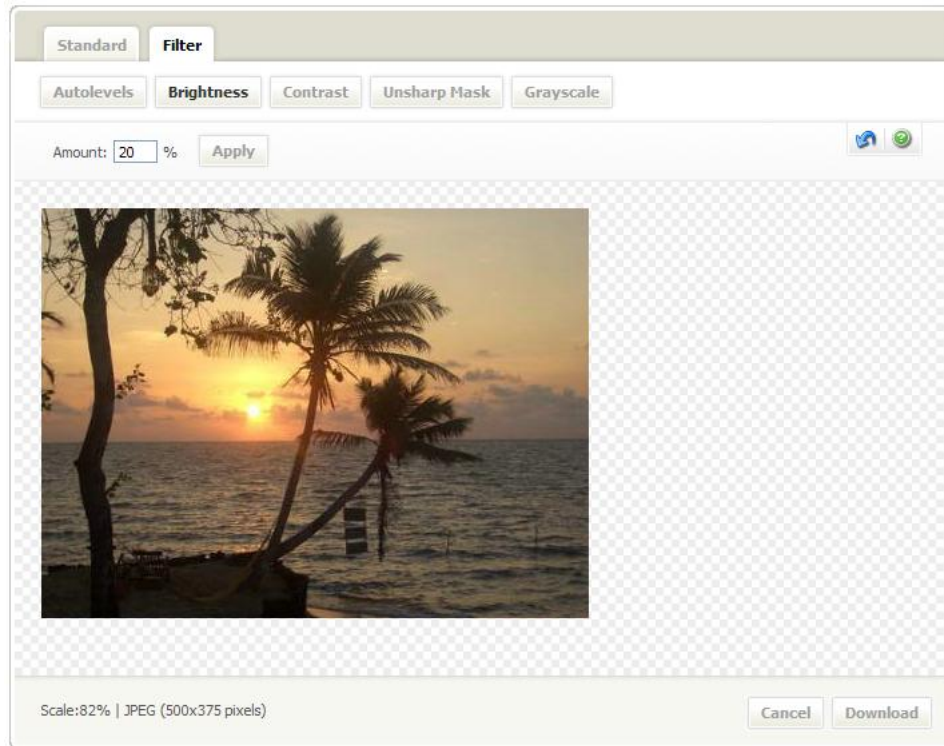 Standard Filter
Autolevels Brightness Contrast Unsharp Mask Grayscale
Amount: 20 % Apply
Scale:82% | JPEG (500x375 pixels)
Cancel Download